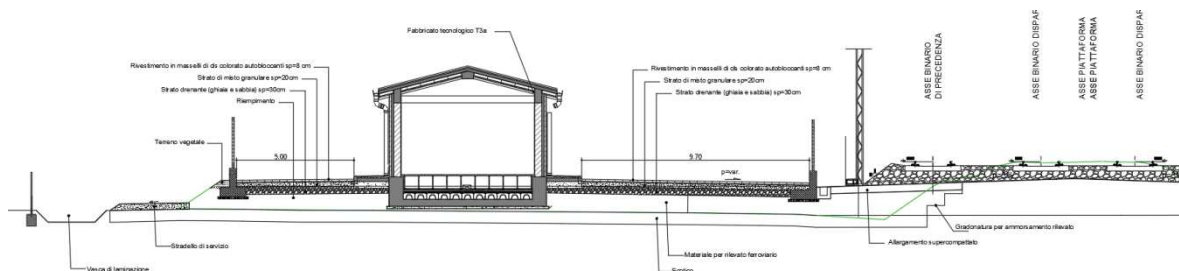 Fabbricato tecnologico T3a
Rivestimento in masselli di cls colorato autobloccanti sp=8 cm
Strato di misto granulare sp=20cm
Strato drenante (ghiaia e sabbia) sp=30cm
Riempimento
Terreno vegetale
5.00
Rivestimento in masselli di cls colorato autobloccanti sp=8 cm
Strato di misto granulare sp=20cm
Strato drenante (ghiaia e sabbia) sp=30cm
9.70
p=var.
ASSE BINARIO
DI PRECEDENZA
ASSE BINARIO DISPAR
ASSE PIATTAFORMA
ASSE PIATTAFORMA
ASSE BINARIO DISPAR
Gradonatura per ammorsamento rilevato
Allargamento supercompattato
Materiale per rilevato ferroviario
Stradello di servizio
Vasca di laminazione